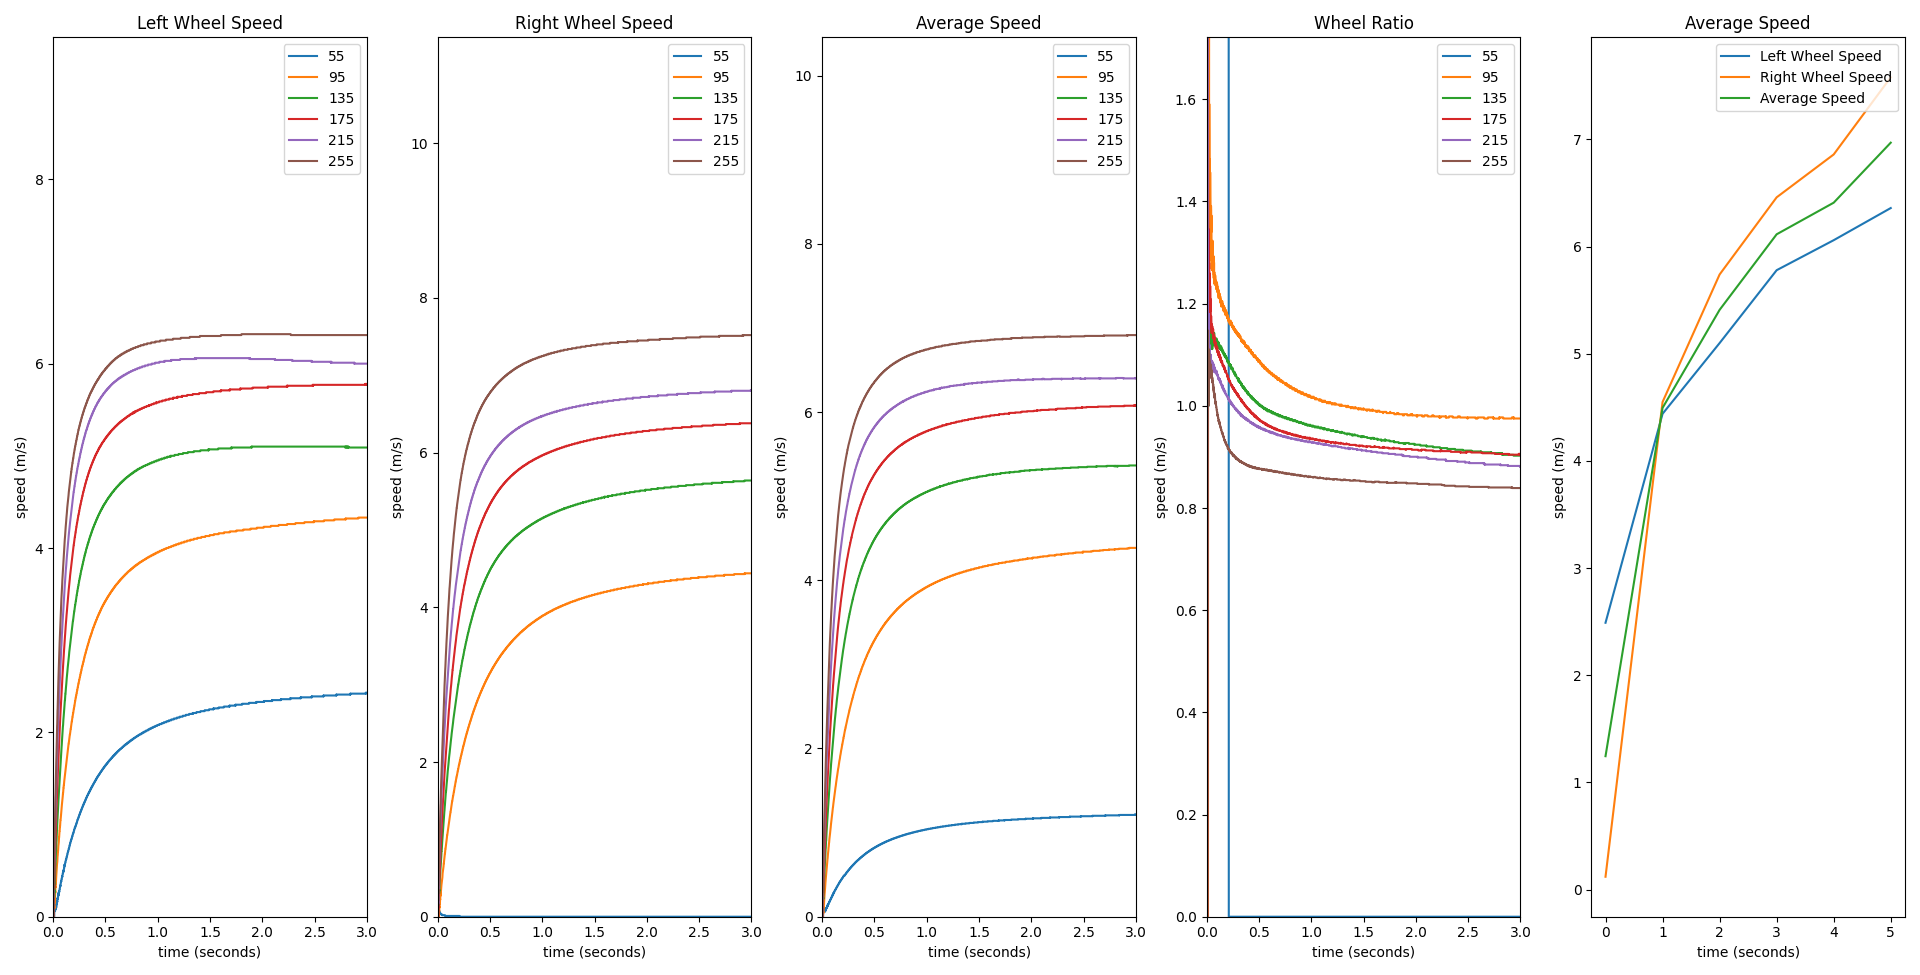 Left Wheel Speed
55
95
135
175
215
255
8
6
4
2
0
0.0 0.5 1.0 1.5 2.0 2.5 3.0
speed (m/s)
time (seconds)
Right Wheel Speed
55
95
135
175
215
255
10
8
6
4
2
0
0.0 0.5 1.0 1.5 2.0 2.5 3.0
speed (m/s)
time (seconds)
Average Speed
55
95
135
175
215
255
10
8
6
4
2
0
0.0 0.5 1.0 1.5 2.0 2.5 3.0
speed (m/s)
time (seconds)
Wheel Ratio
55
95
135
175
215
255
1.6
1.4
1.2
1.0
0.8
0.6
0.4
0.2
0.0
0.0 0.5 1.0 1.5 2.0 2.5 3.0
speed (m/s)
time (seconds)
Average Speed
Left Wheel Speed
Right Wheel Speed
Average Speed
7
6
5
4
3
2
1
0
0 1 2 3 4 5
speed (m/s)
time (seconds)